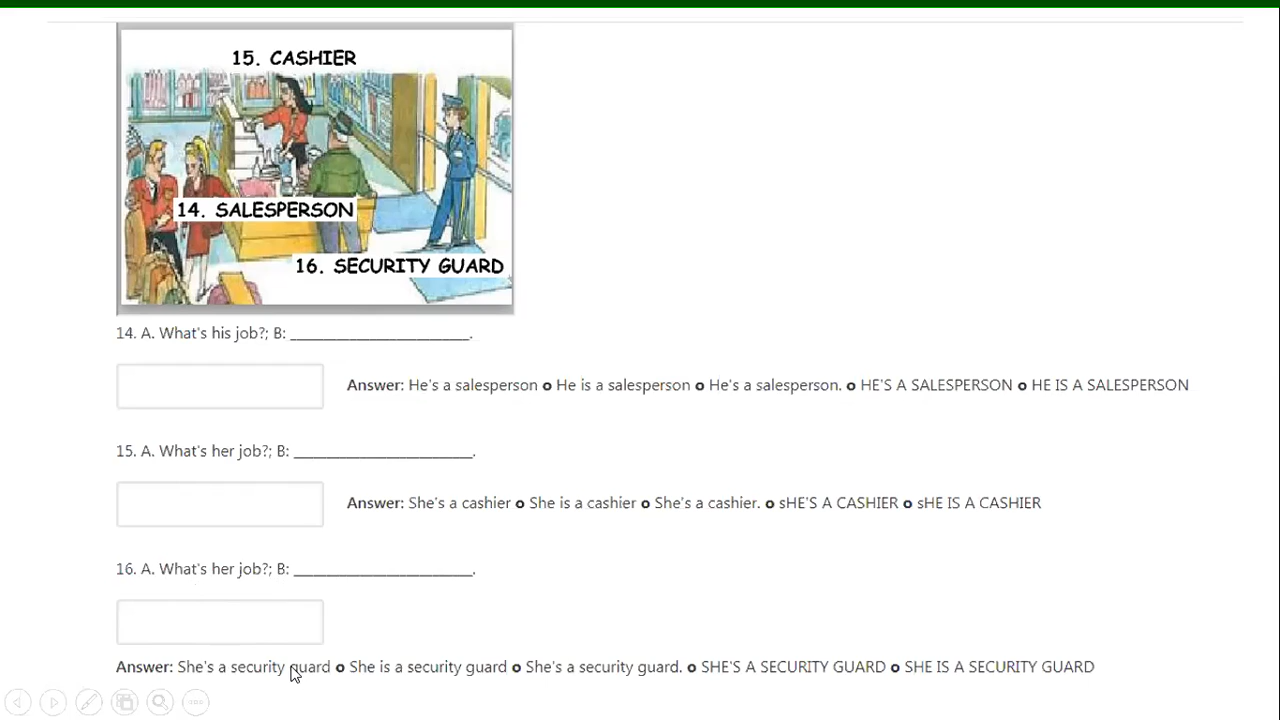 15. CASHIER
14. SALESPERSON
16. SECURITY GUARD
14. A. What's his job?; B: _________________________.
Answer: He's a salesperson o He is a salesperson o He's a salesperson. o HE'S A SALESPERSON o HE IS A SALESPERSON
15. A. What's her job?; B: _________________________.
Answer: She's a cashier o She is a cashier o She's a cashier. o sHE'S A CASHIER o sHE IS A CASHIER
16. A. What's her job?; B: _________________________.
Answer: She's a security guard o She is a security guard o She's a security guard. o SHE'S A SECURITY GUARD o SHE IS A SECURITY GUARD